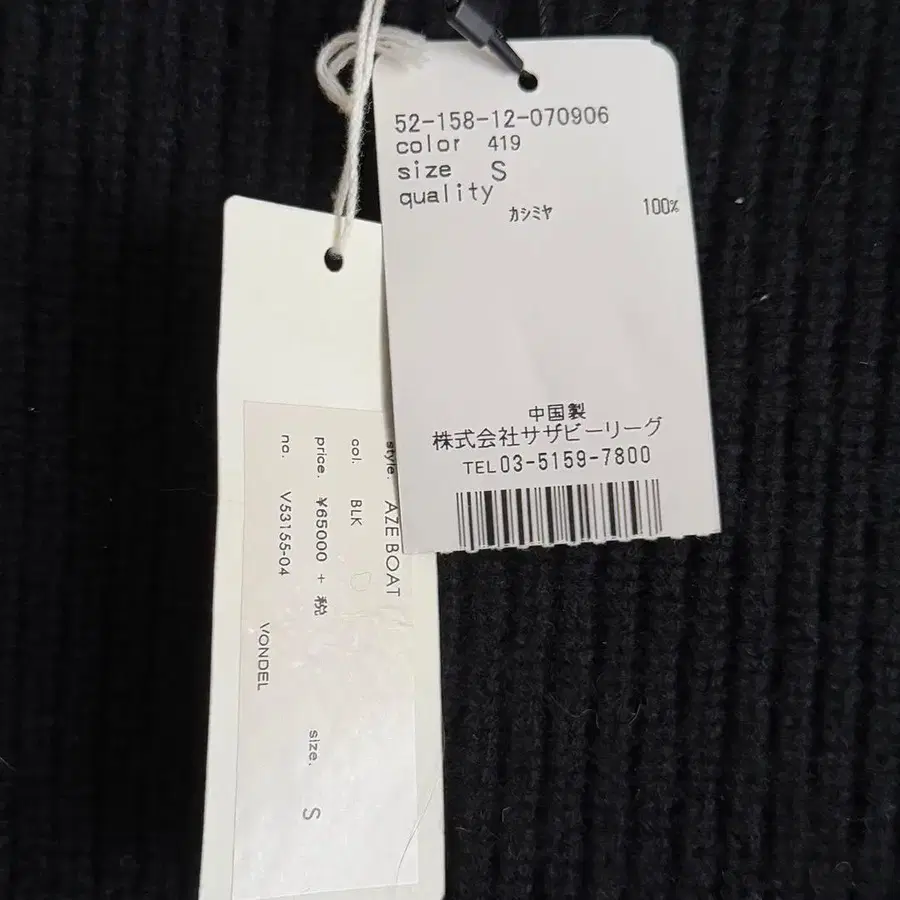 52-158-12-070906
color 419
size S
quality
カシミヤ 100%
中国製
株式会社サザビーリーグ
TEL03-5159-7800
style. AZE BOAT
col. BLK
price. ¥65000 + 税 size. S
no. V53155-04
VONDEL